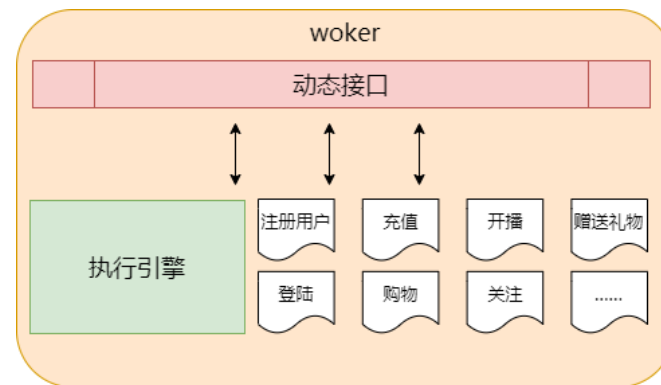 woker
动态接口
注册用户
充值
开播
赠送礼物
执行引擎
登陆
购物
关注
......